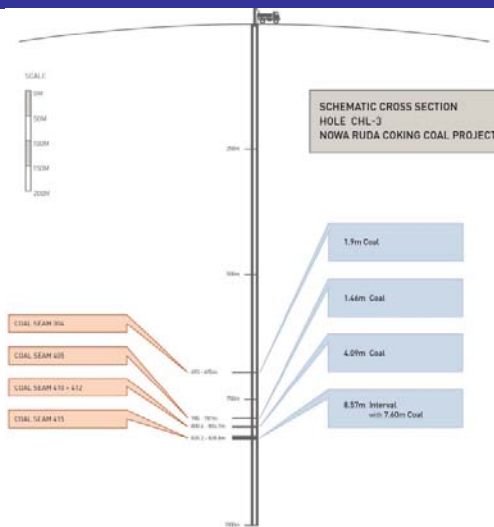 SCALE
0M
50M
100M
150M
200M
SCHEMATIC CROSS SECTION
HOLE CHL-3
NOWA RUDA COKING COAL PROJECT
250m
500m
750m
1000m
1.9m Coal
1.46m Coal
4.09m Coal
8.57m Interval
with 7.60m Coal
COAL SEAM 304
COAL SEAM 405
COAL SEAM 410 + 412
COAL SEAM 415